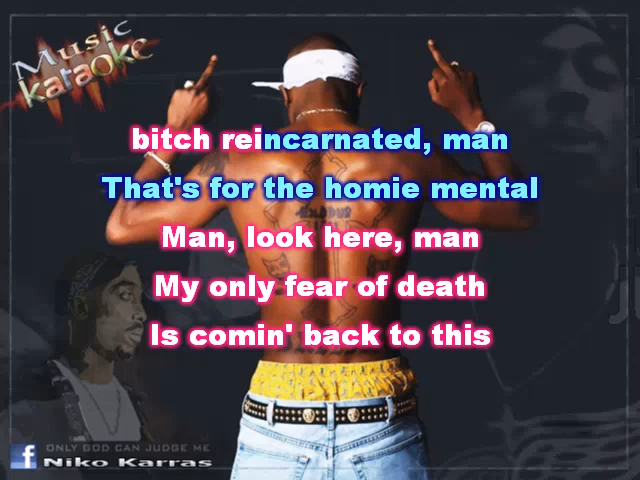 Music
Karaoke
bitch reincarnated, man
That's for the homie mental
Man, look here, man
My only fear of death
Is comin' back to this
ONLY GOD CAN JUDGE ME
f Niko Karras